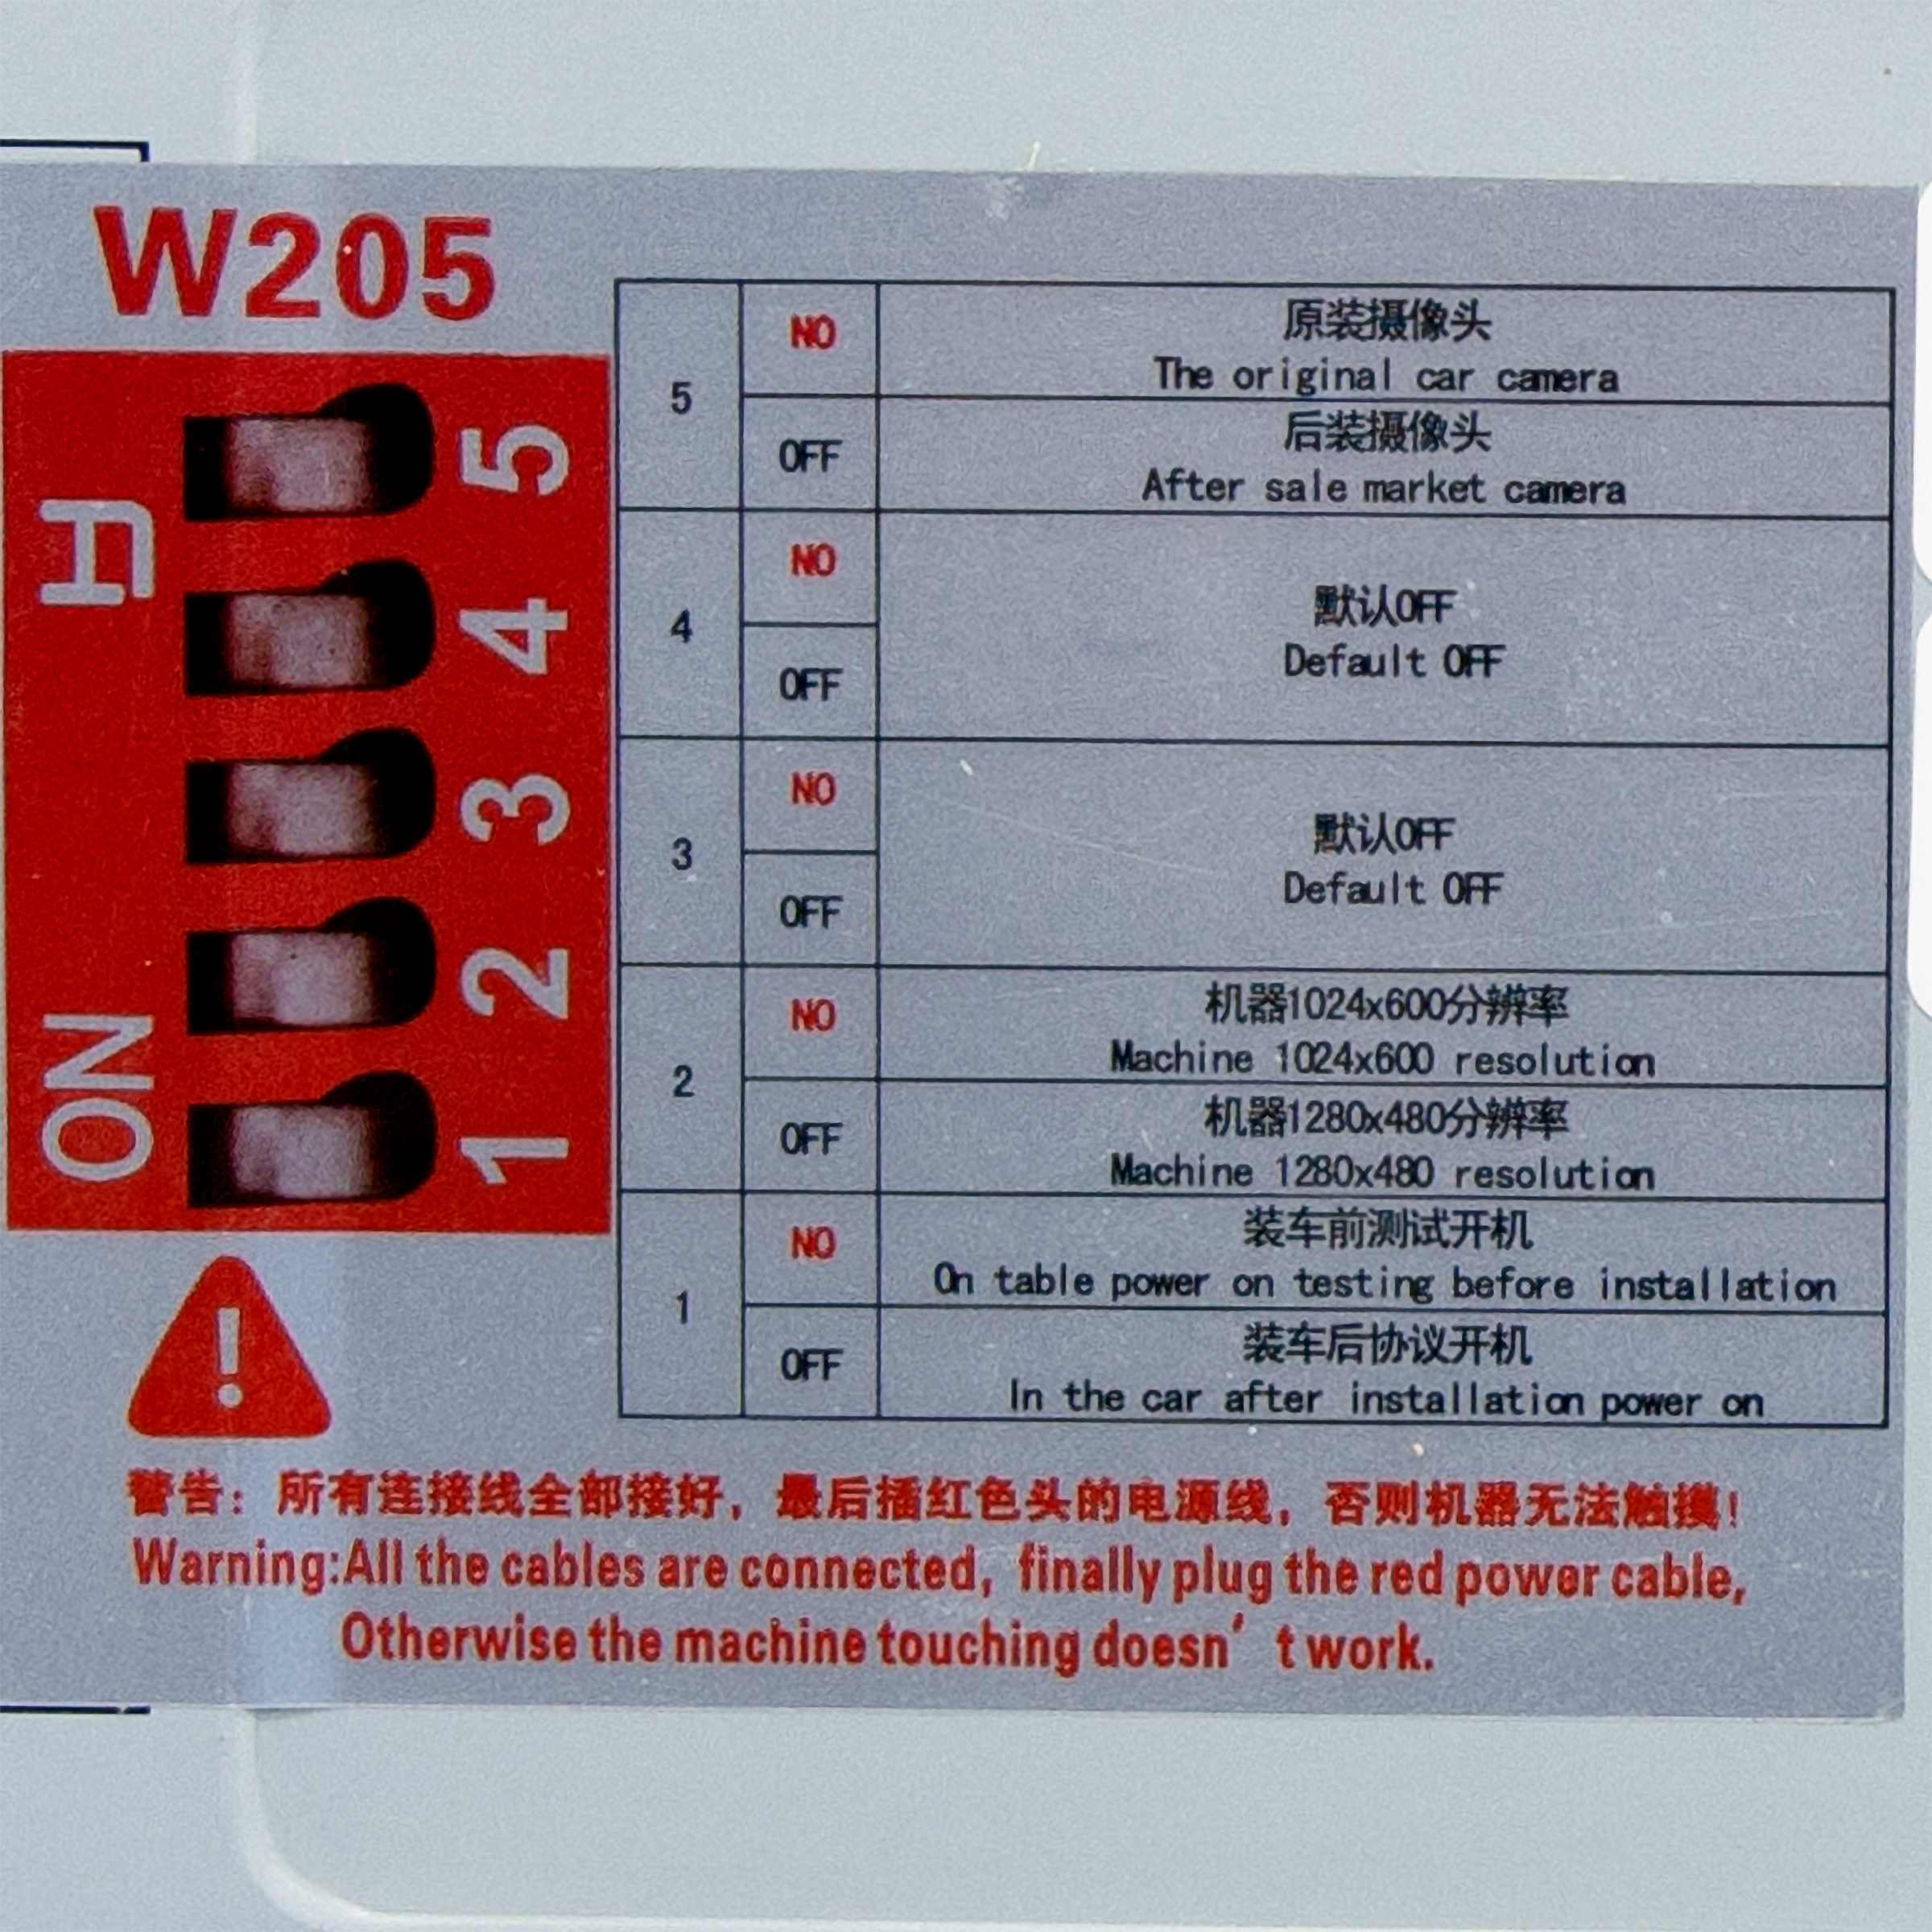 W205
ON
5
4
3
2
1
5
NO
原装摄像头
The original car camera
OFF
后装摄像头
After sale market camera
4
NO
OFF
默认OFF
Default OFF
3
NO
OFF
默认OFF
Default OFF
2
NO
机器1024x600分辨率
Machine 1024x600 resolution
OFF
机器1280x480分辨率
Machine 1280x480 resolution
1
NO
装车前测试开机
On table power on testing before installation
OFF
装车后协议开机
In the car after installation power on
!
警告：所有连接线全部接好，最后插红色头的电源线，否则机器无法触摸！
Warning:All the cables are connected, finally plug the red power cable,
Otherwise the machine touching doesn't work.